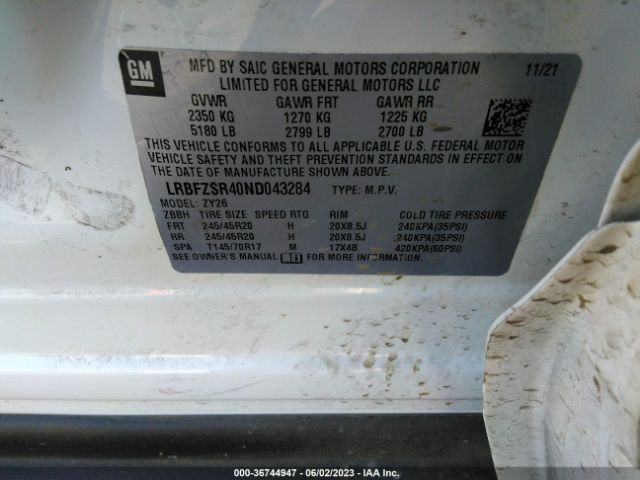 GM MFD BY SAIC GENERAL MOTORS CORPORATION 11/21
LIMITED FOR GENERAL MOTORS LLC
GVWR GAWR FRT GAWR RR
2350 KG 1270 KG 1225 KG
5180 LB 2799 LB 2700 LB
THIS VEHICLE CONFORMS TO ALL APPLICABLE U.S. FEDERAL MOTOR
VEHICLE SAFETY AND THEFT PREVENTION STANDARDS IN EFFECT ON
THE DATE OF MANUFACTURE SHOWN ABOVE.
LRBFZSR40ND043284 TYPE: M.P.V.
MODEL: ZY26
ZBBH TIRE SIZE SPEED RTG RIM COLD TIRE PRESSURE
FRT 245/45R20 H 20X8.5J 240KPA(35PSI)
RR 245/45R20 H 20X8.5J 240KPA(35PSI)
SPA T145/70R17 M 17X4B 420KPA(60PSI)
SEE OWNER'S MANUAL FOR MORE INFORMATION
000-36744947 - 06/02/2023 - IAA Inc.